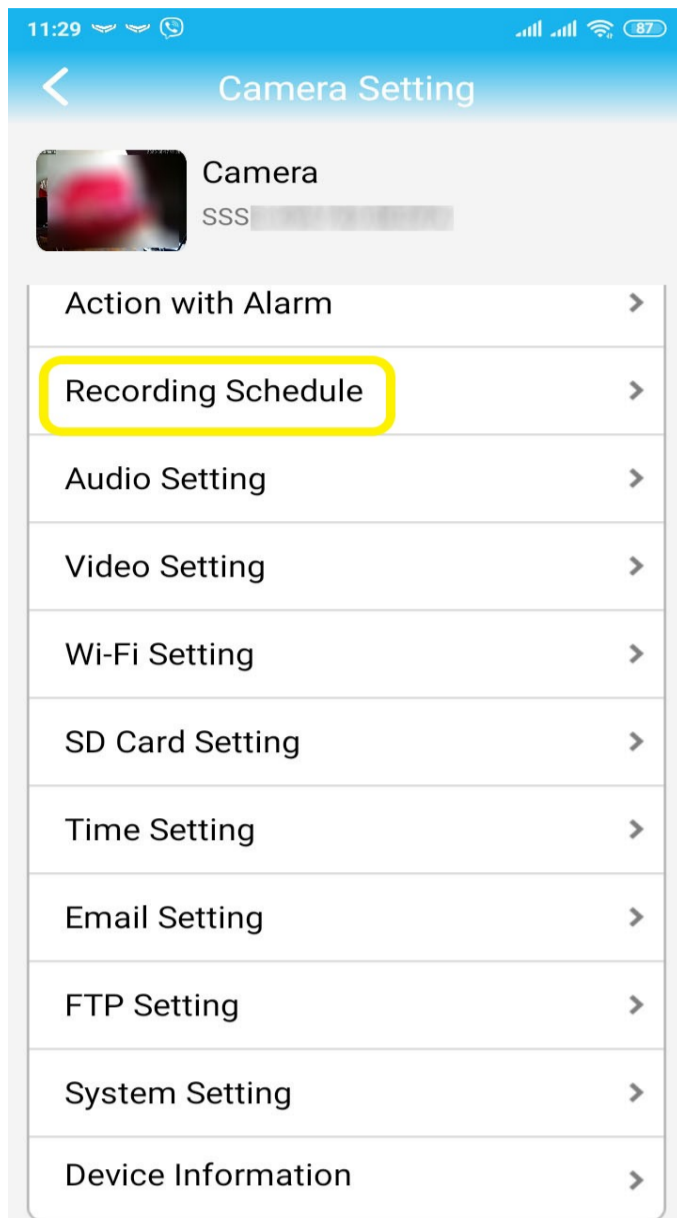 11:29
87
Camera Setting
Camera
SSS
Action with Alarm
Recording Schedule
Audio Setting
Video Setting
Wi-Fi Setting
SD Card Setting
Time Setting
Email Setting
FTP Setting
System Setting
Device Information